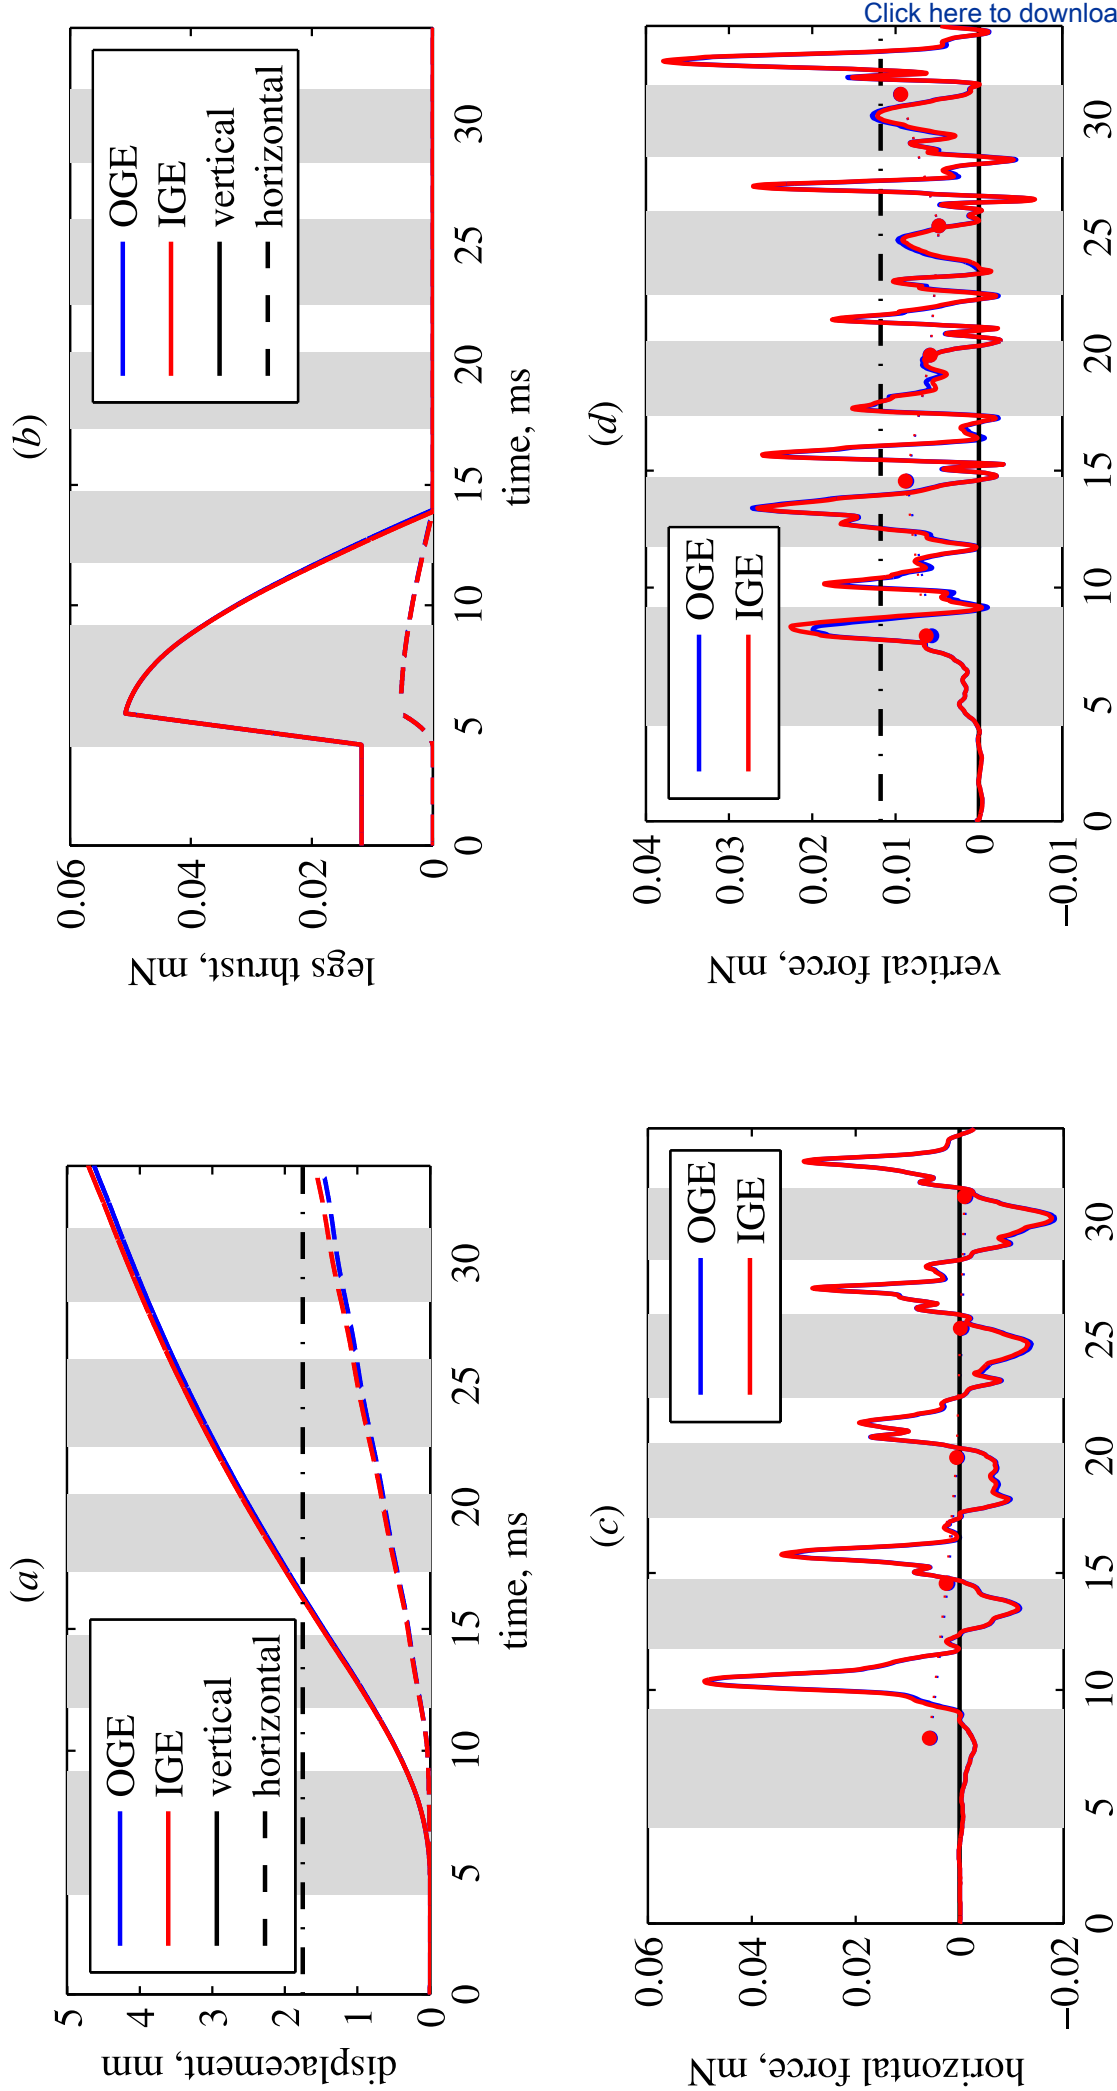 Click here to downloa
(a)
OGE
IGE
vertical
horizontal
5
4
3
2
1
0
displacement, mm
0
5
10
15
20
25
30
time, ms
(b)
OGE
IGE
vertical
horizontal
0.06
0.04
0.02
0
legs thrust, mN
0
5
10
15
20
25
30
time, ms
(c)
OGE
IGE
0.06
0.04
0.02
0
−0.02
horizontal force, mN
0
5
10
15
20
25
30
(d)
OGE
IGE
0.04
0.03
0.02
0.01
0
−0.01
vertical force, mN
0
5
10
15
20
25
30